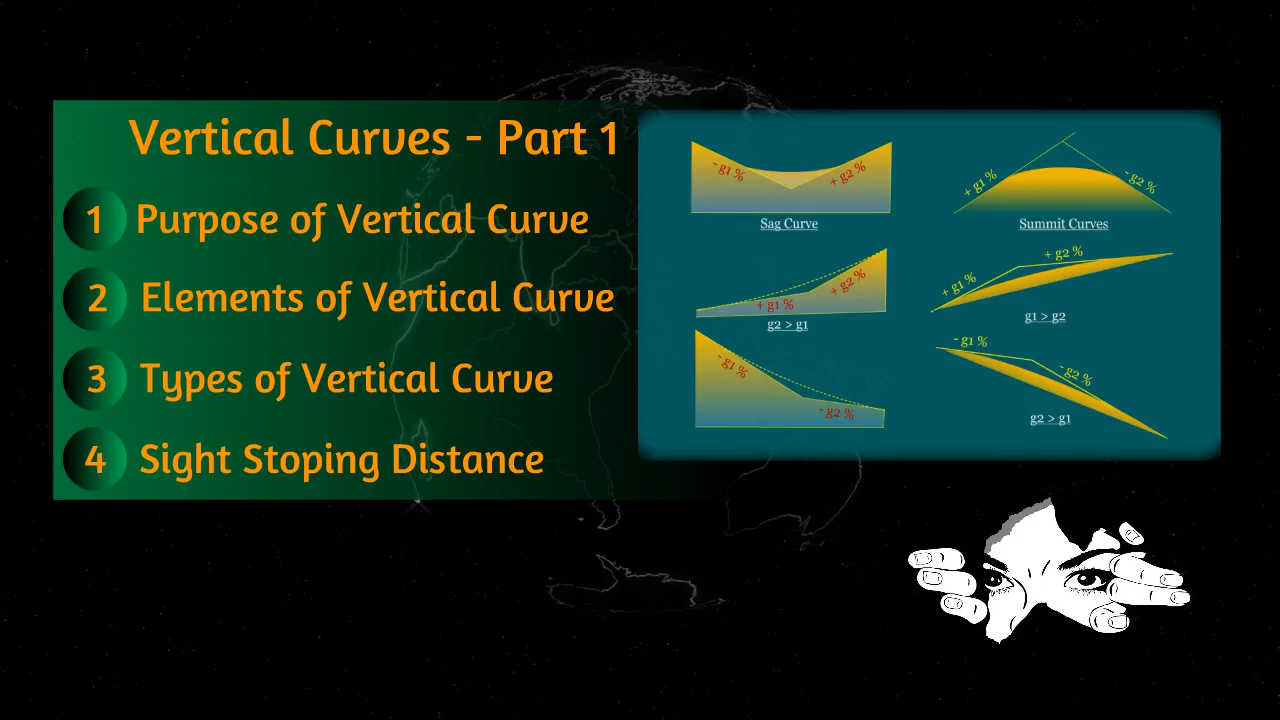 Vertical Curves - Part 1
1 Purpose of Vertical Curve
2 Elements of Vertical Curve
3 Types of Vertical Curve
4 Sight Stoping Distance
- g1 %
+ g2 %
Sag Curve
+ g1 %
- g2 %
Summit Curves
+ g1 %
+ g2 %
g2 > g1
+ g1 %
+ g2 %
g1 > g2
- g1 %
- g2 %
- g1 %
- g2 %
g2 > g1